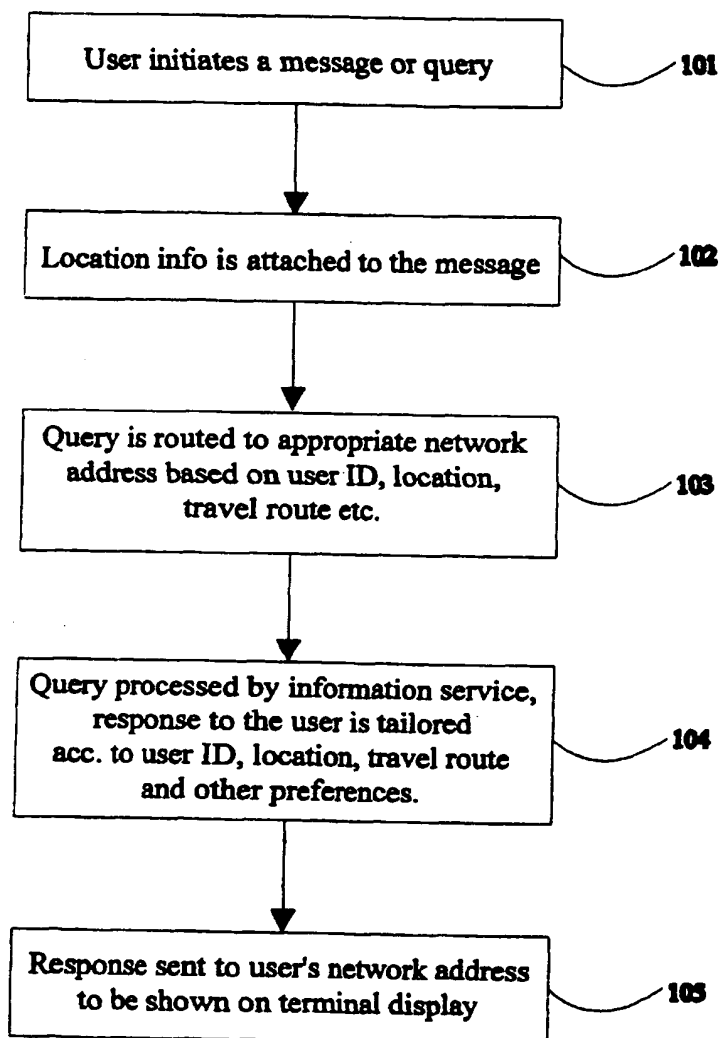 User initiates a message or query
101
Location info is attached to the message
102
Query is routed to appropriate network
address based on user ID, location,
travel route etc.
103
Query processed by information service,
response to the user is tailored
acc. to user ID, location, travel route
and other preferences.
104
Response sent to user's network address
to be shown on terminal display
105